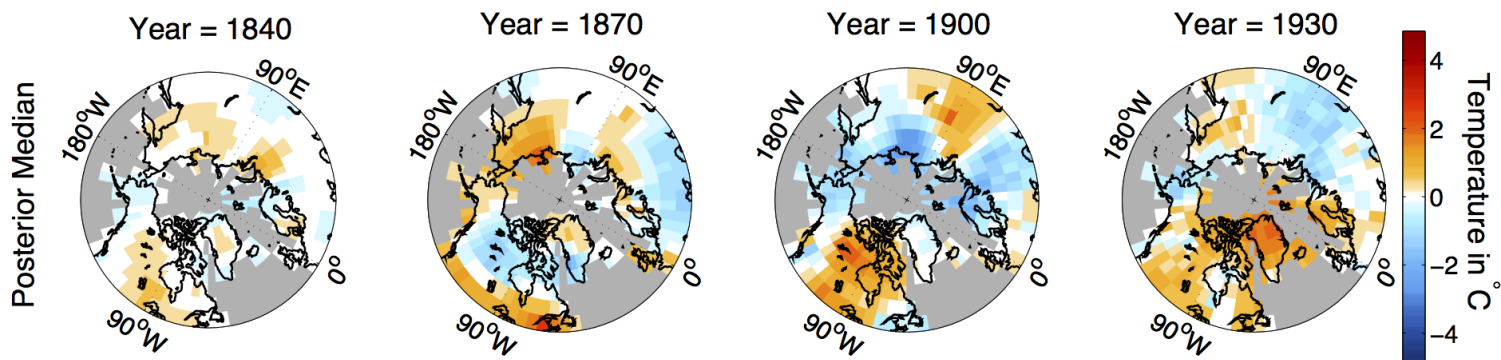 Year = 1840
Year = 1870
Year = 1900
Year = 1930
Posterior Median
180°W
90°E
90°W
0°
180°W
90°E
90°W
0°
180°W
90°E
90°W
0°
180°W
90°E
90°W
0°
4
2
0
−2
−4
Temperature in °C